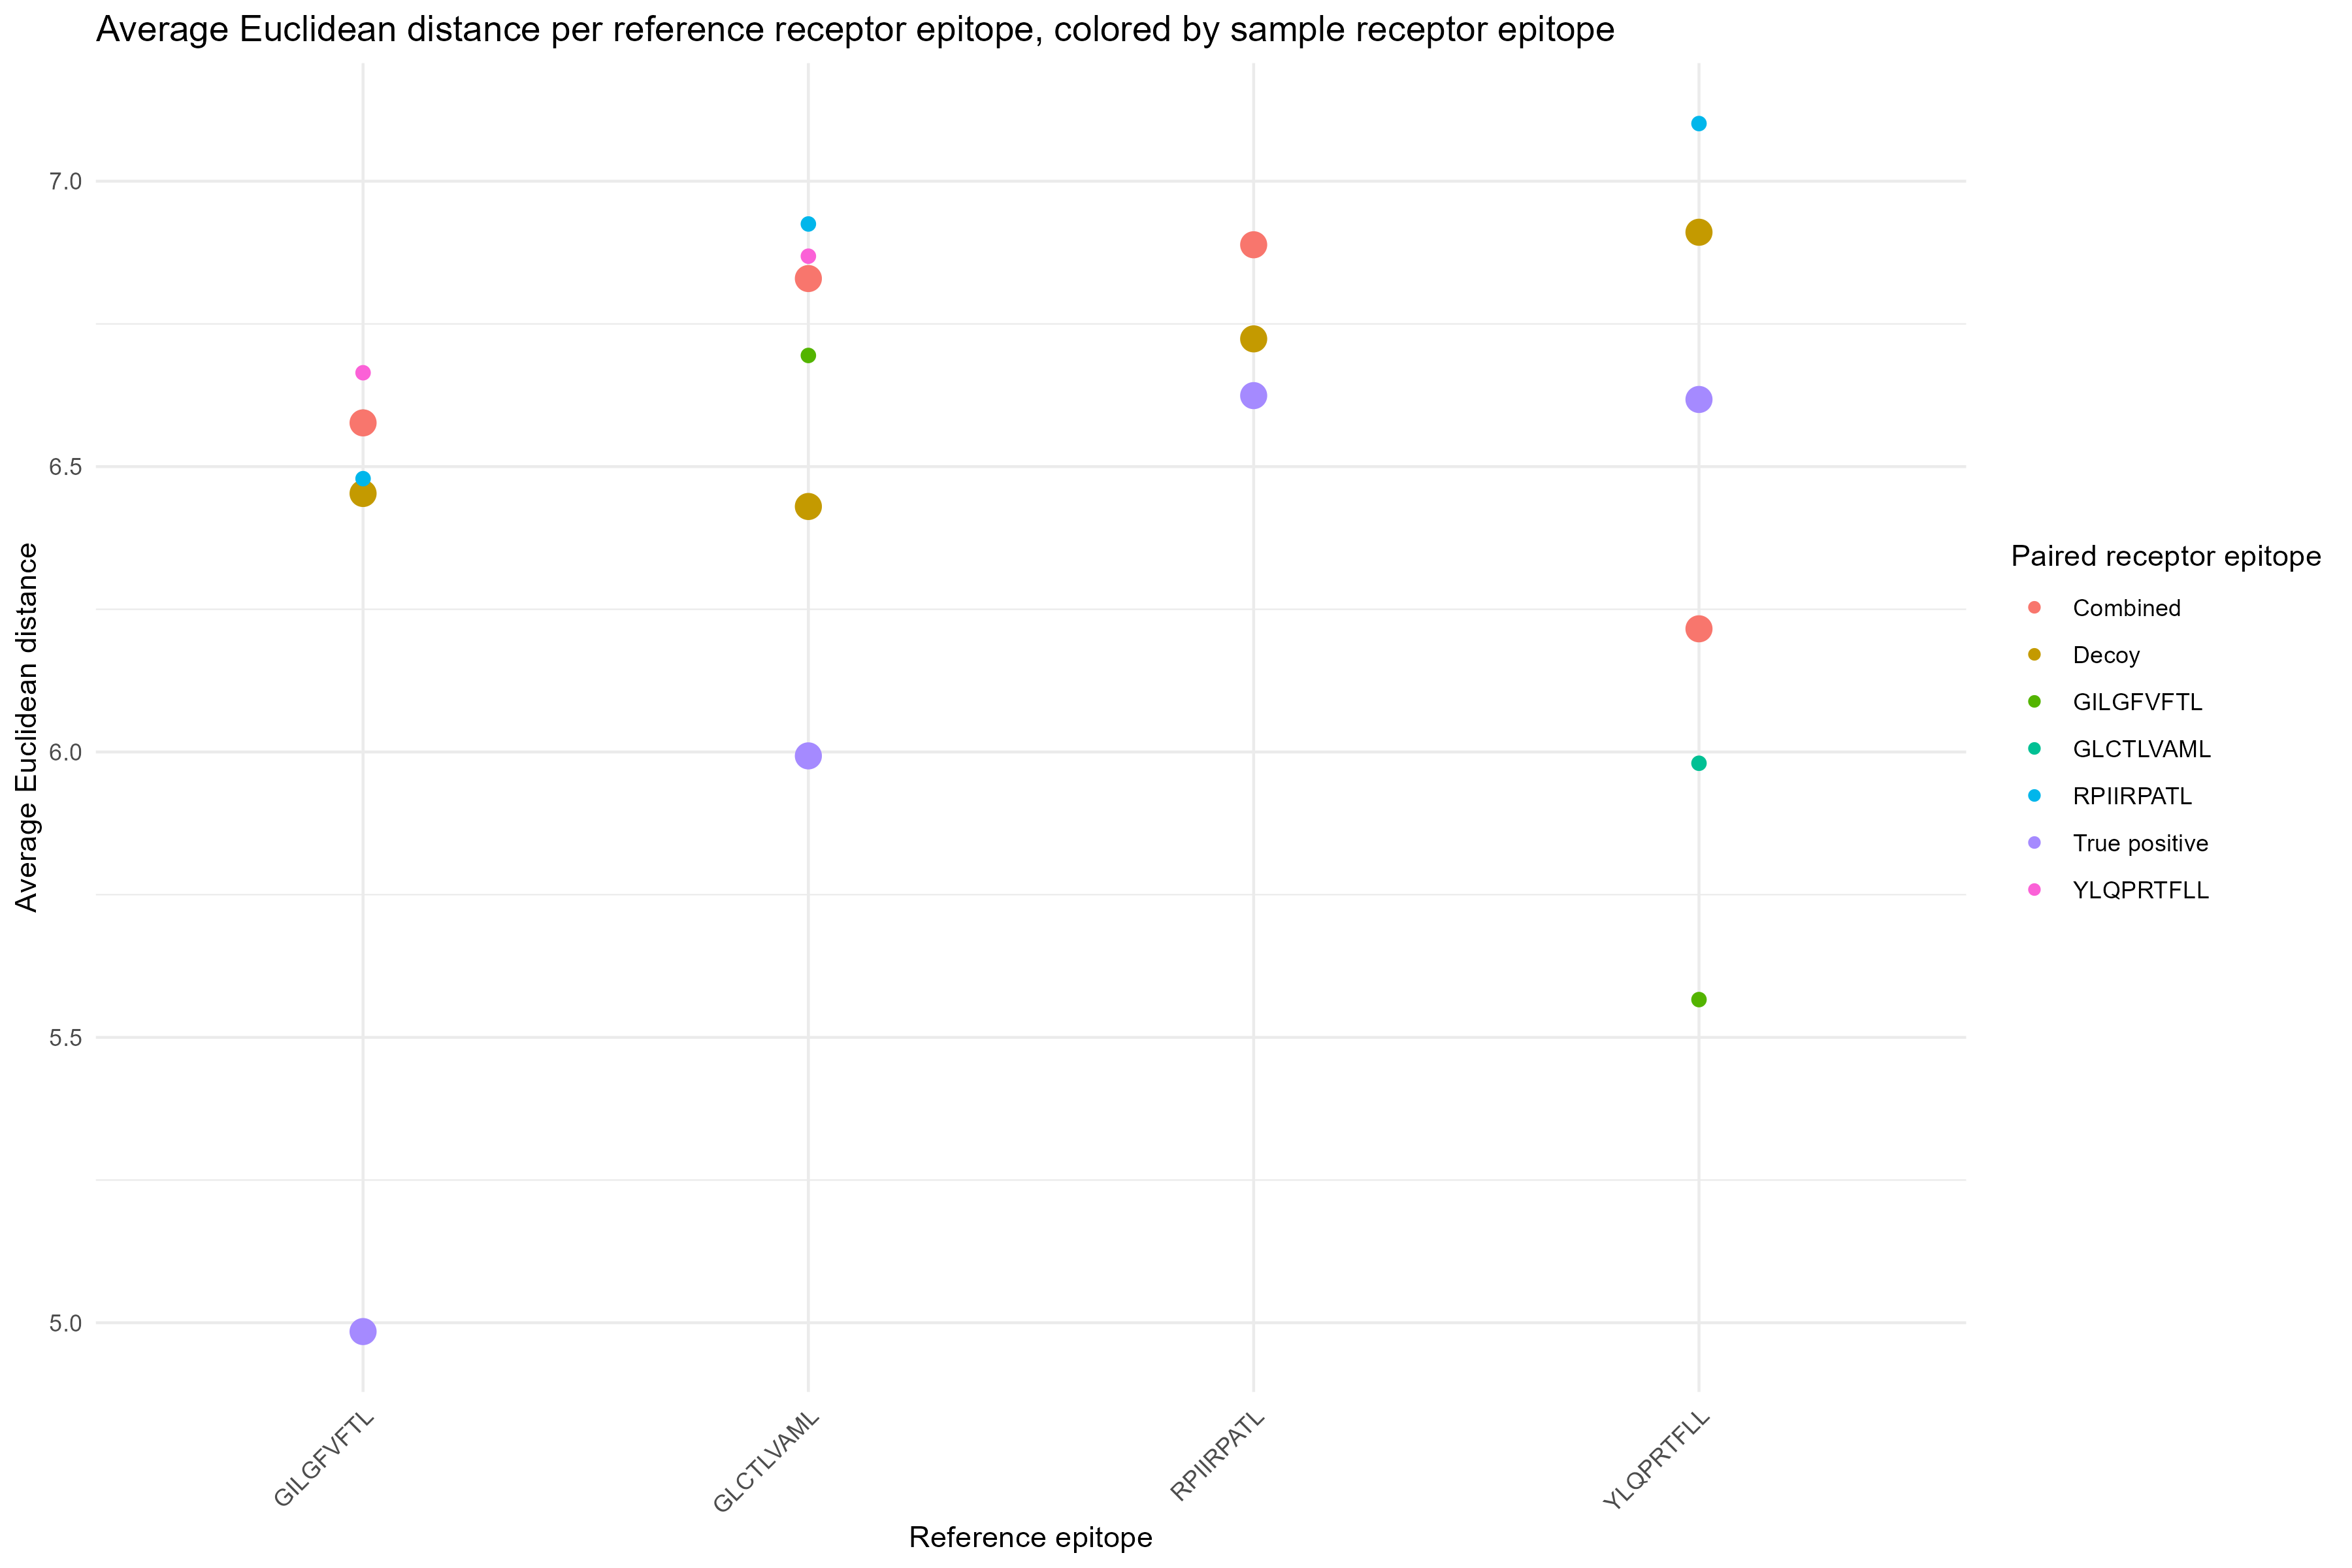 Average Euclidean distance per reference receptor epitope, colored by sample receptor epitope
7.0
6.5
6.0
5.5
5.0
Average Euclidean distance
GILGFVFTL
GLCTLVAML
RPIIRPATL
YLQPRTFLL
Reference epitope
Paired receptor epitope
Combined
Decoy
GILGFVFTL
GLCTLVAML
RPIIRPATL
True positive
YLQPRTFLL